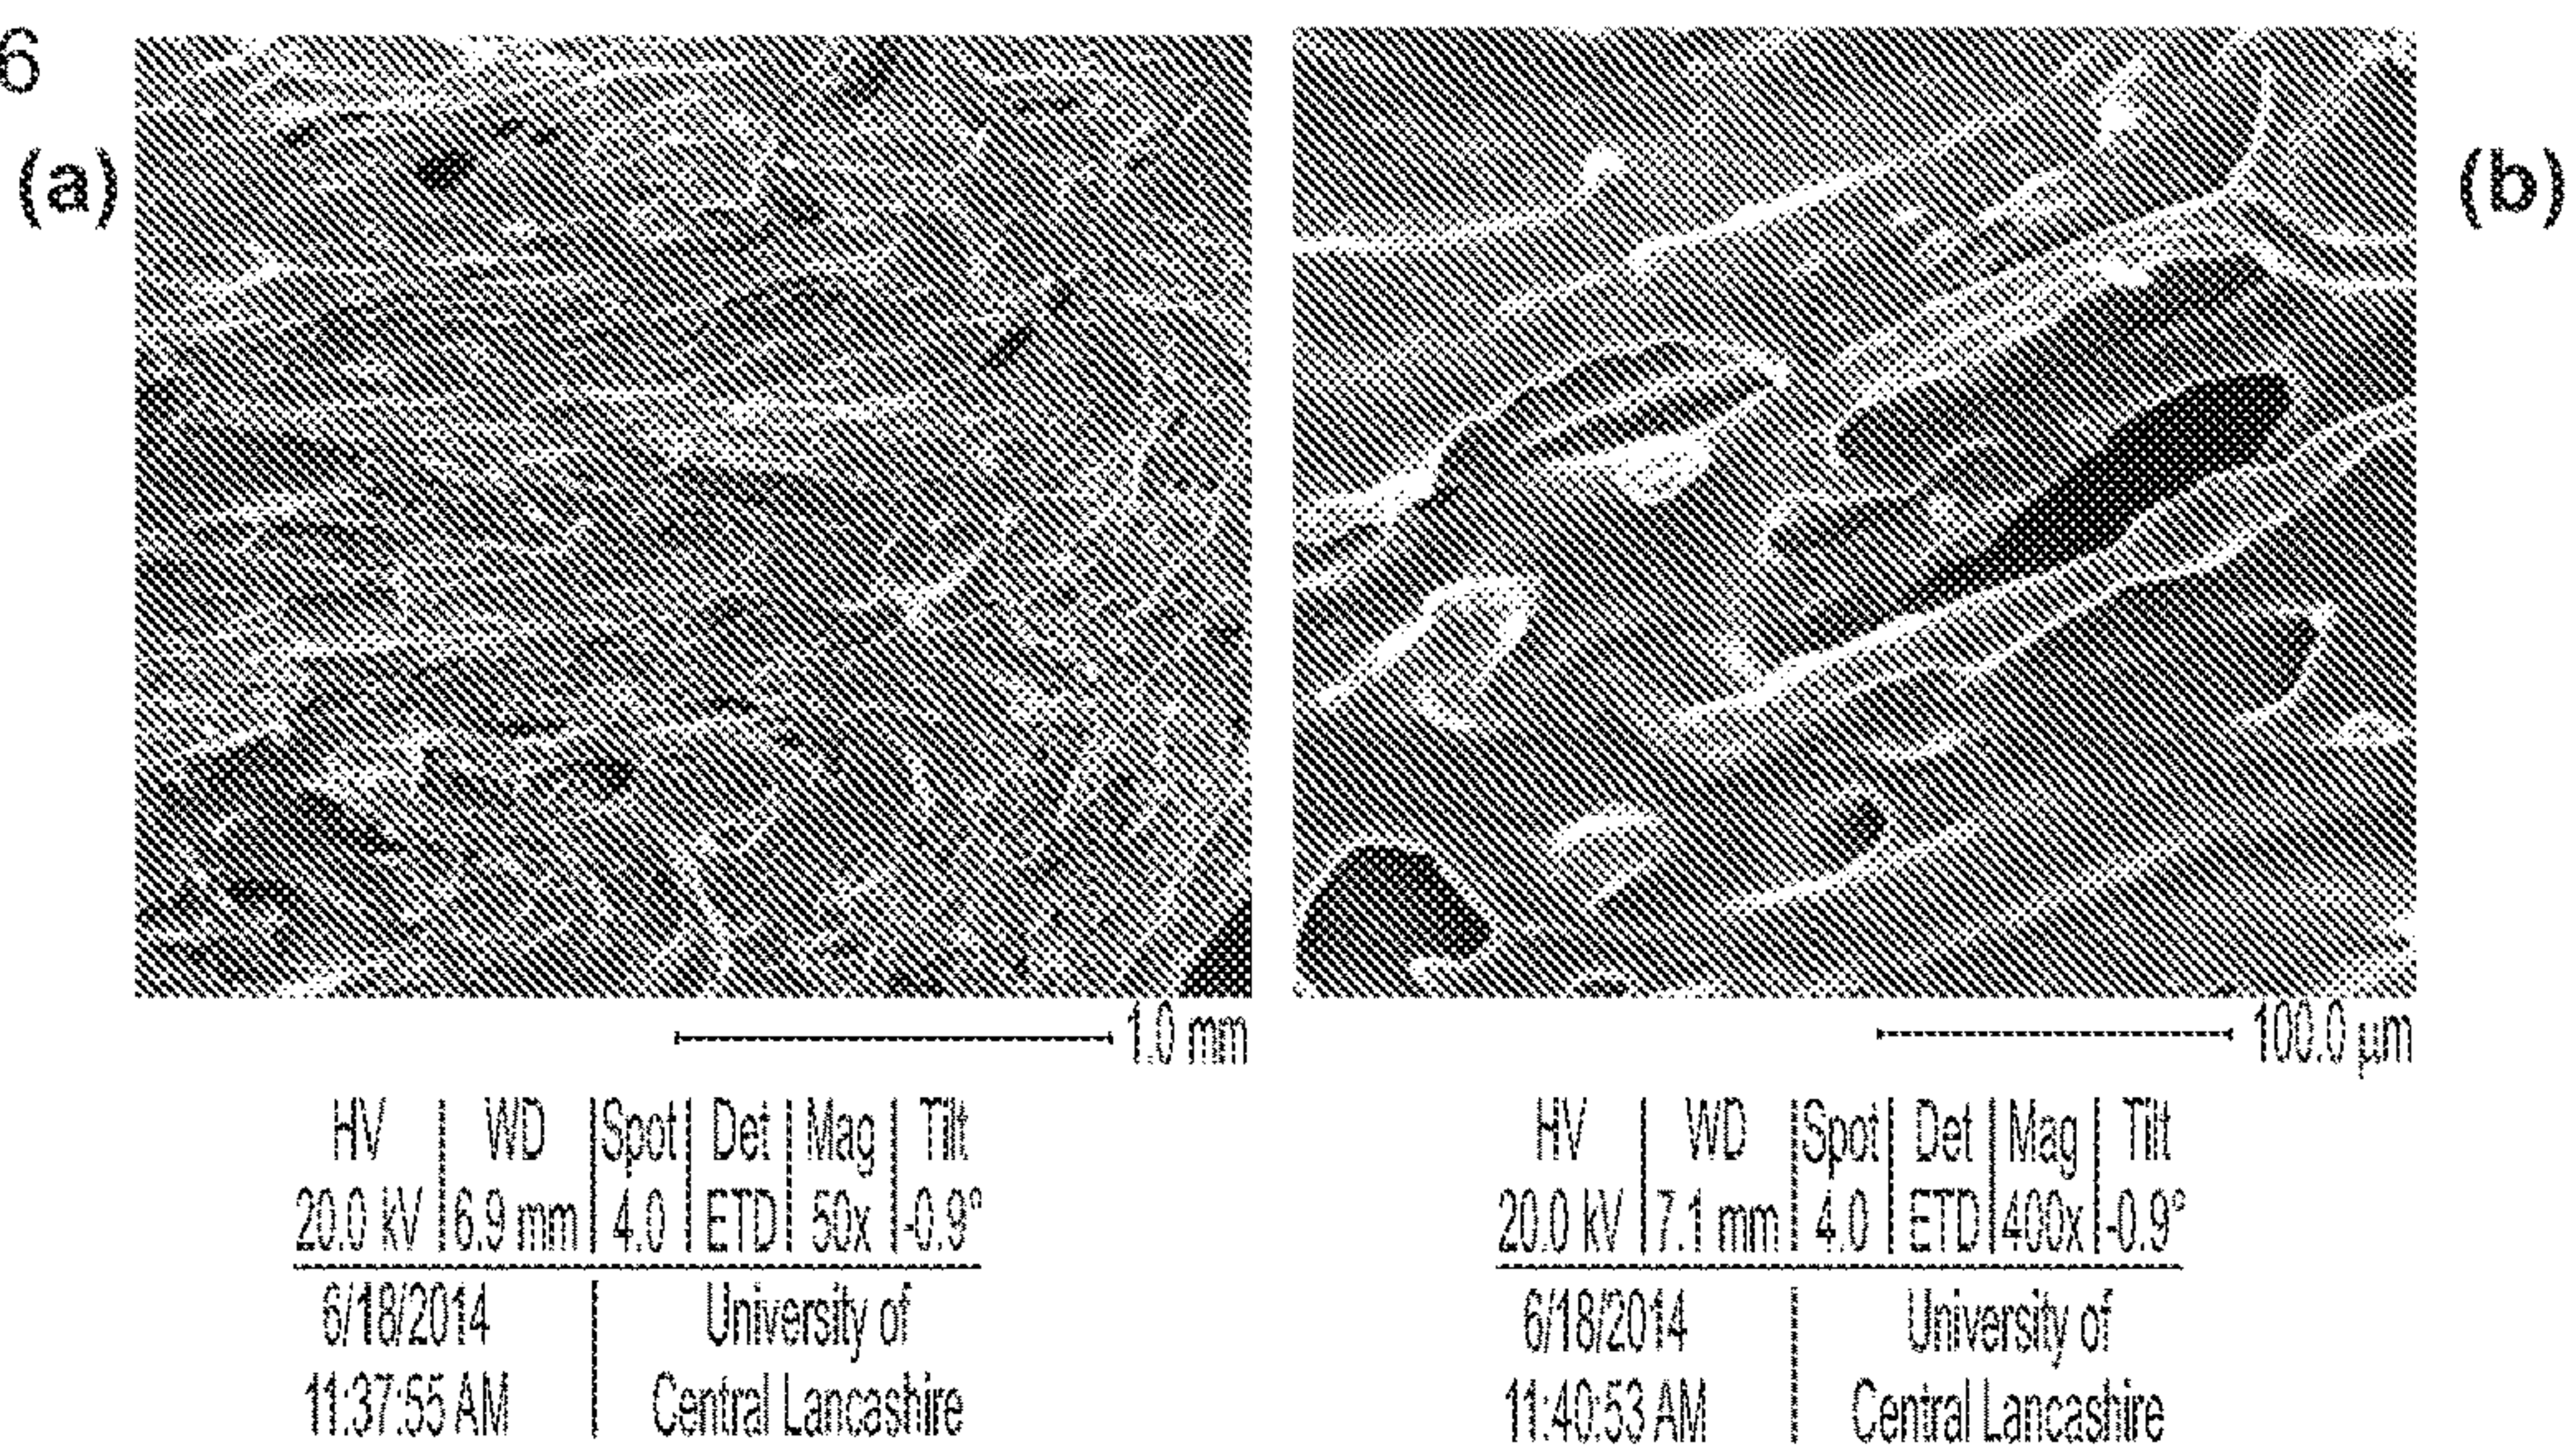 6
(a)
(b)
1.0 mm
100.0 µm
HV WD Spot Det Mag Tilt
20.0 kV 6.9 mm 4.0 ETD 50x -0.9°
6/18/2014 University of
11:37:55 AM Central Lancashire
HV WD Spot Det Mag Tilt
20.0 kV 7.1 mm 4.0 ETD 400x -0.9°
6/18/2014 University of
11:40:53 AM Central Lancashire